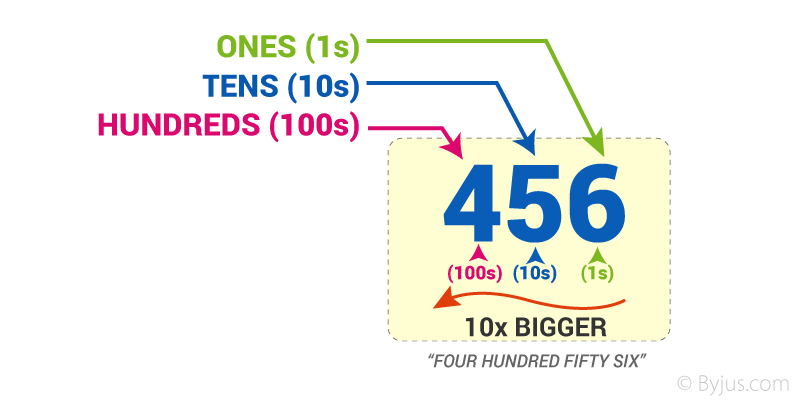 ONES (1s)
TENS (10s)
HUNDREDS (100s)
456
(100s) (10s) (1s)
10x BIGGER
“FOUR HUNDRED FIFTY SIX”
© Byjus.com